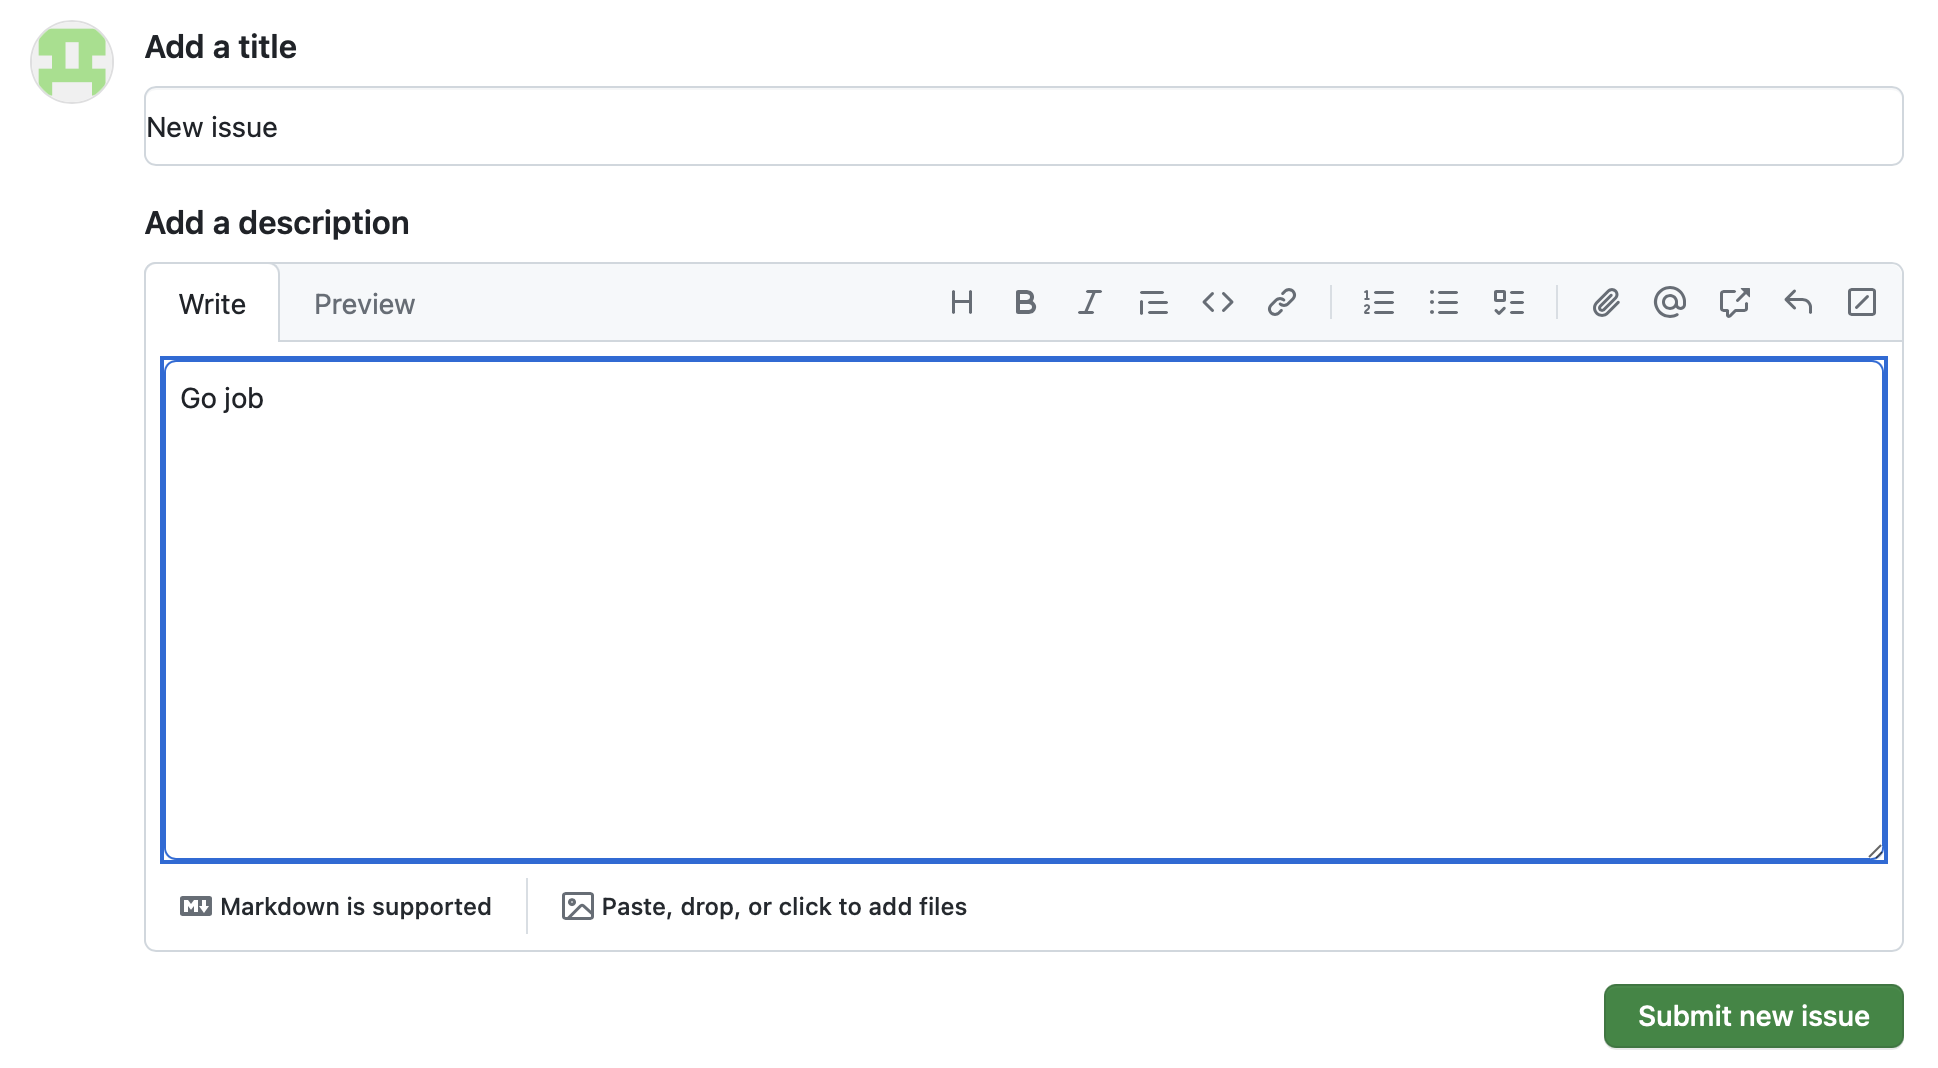 Add a title
New issue
Add a description
Write Preview
Go job
Markdown is supported Paste, drop, or click to add files
Submit new issue